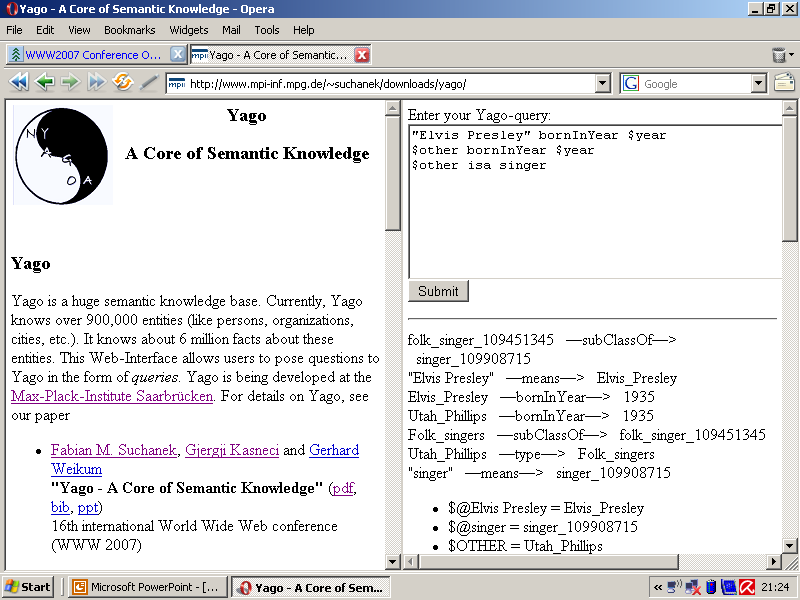 Yago - A Core of Semantic Knowledge - Opera
File Edit View Bookmarks Widgets Mail Tools Help
WWW2007 Conference O... Yago - A Core of Semantic...
http://www.mpi-inf.mpg.de/~suchanek/downloads/yago/ Google
N Y A G O A
Yago
A Core of Semantic Knowledge
Yago
Yago is a huge semantic knowledge base. Currently, Yago
knows over 900,000 entities (like persons, organizations,
cities, etc.). It knows about 6 million facts about these
entities. This Web-Interface allows users to pose questions to
Yago in the form of queries. Yago is being developed at the
Max-Plack-Institute Saarbrücken. For details on Yago, see
our paper
• Fabian M. Suchanek, Gjergji Kasneci and Gerhard
Weikum
"Yago - A Core of Semantic Knowledge" (pdf,
bib, ppt)
16th international World Wide Web conference
(WWW 2007)
Enter your Yago-query:
"Elvis Presley" bornInYear $year
$other bornInYear $year
$other isa singer
Submit
folk_singer_109451345 —subClassOf—>
singer_109908715
"Elvis Presley" —means—> Elvis_Presley
Elvis_Presley —bornInYear—> 1935
Utah_Phillips —bornInYear—> 1935
Folk_singers —subClassOf—> folk_singer_109451345
Utah_Phillips —type—> Folk_singers
"singer" —means—> singer_109908715
• $@Elvis Presley = Elvis_Presley
• $@singer = singer_109908715
• $OTHER = Utah_Phillips
Start Microsoft PowerPoint - [... Yago - A Core of Sem... « 21:24